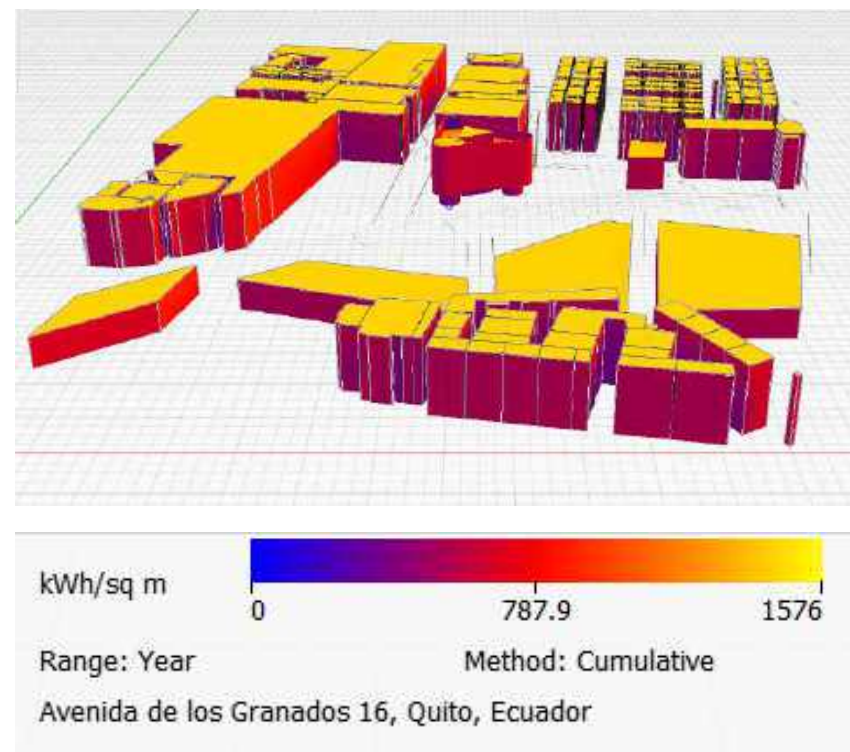 kWh/sq m
0 787.9 1576
Range: Year Method: Cumulative
Avenida de los Granados 16, Quito, Ecuador